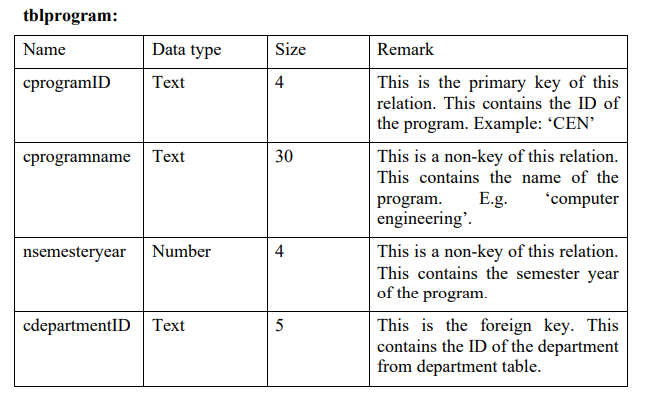 tblprogram:
Name Data type Size Remark
cprogramID Text 4 This is the primary key of this
relation. This contains the ID of
the program. Example: ‘CEN’
cprogramname Text 30 This is a non-key of this relation.
This contains the name of the
program. E.g. ‘computer
engineering’.
nsemesteryear Number 4 This is a non-key of this relation.
This contains the semester year
of the program.
cdepartmentID Text 5 This is the foreign key. This
contains the ID of the department
from department table.